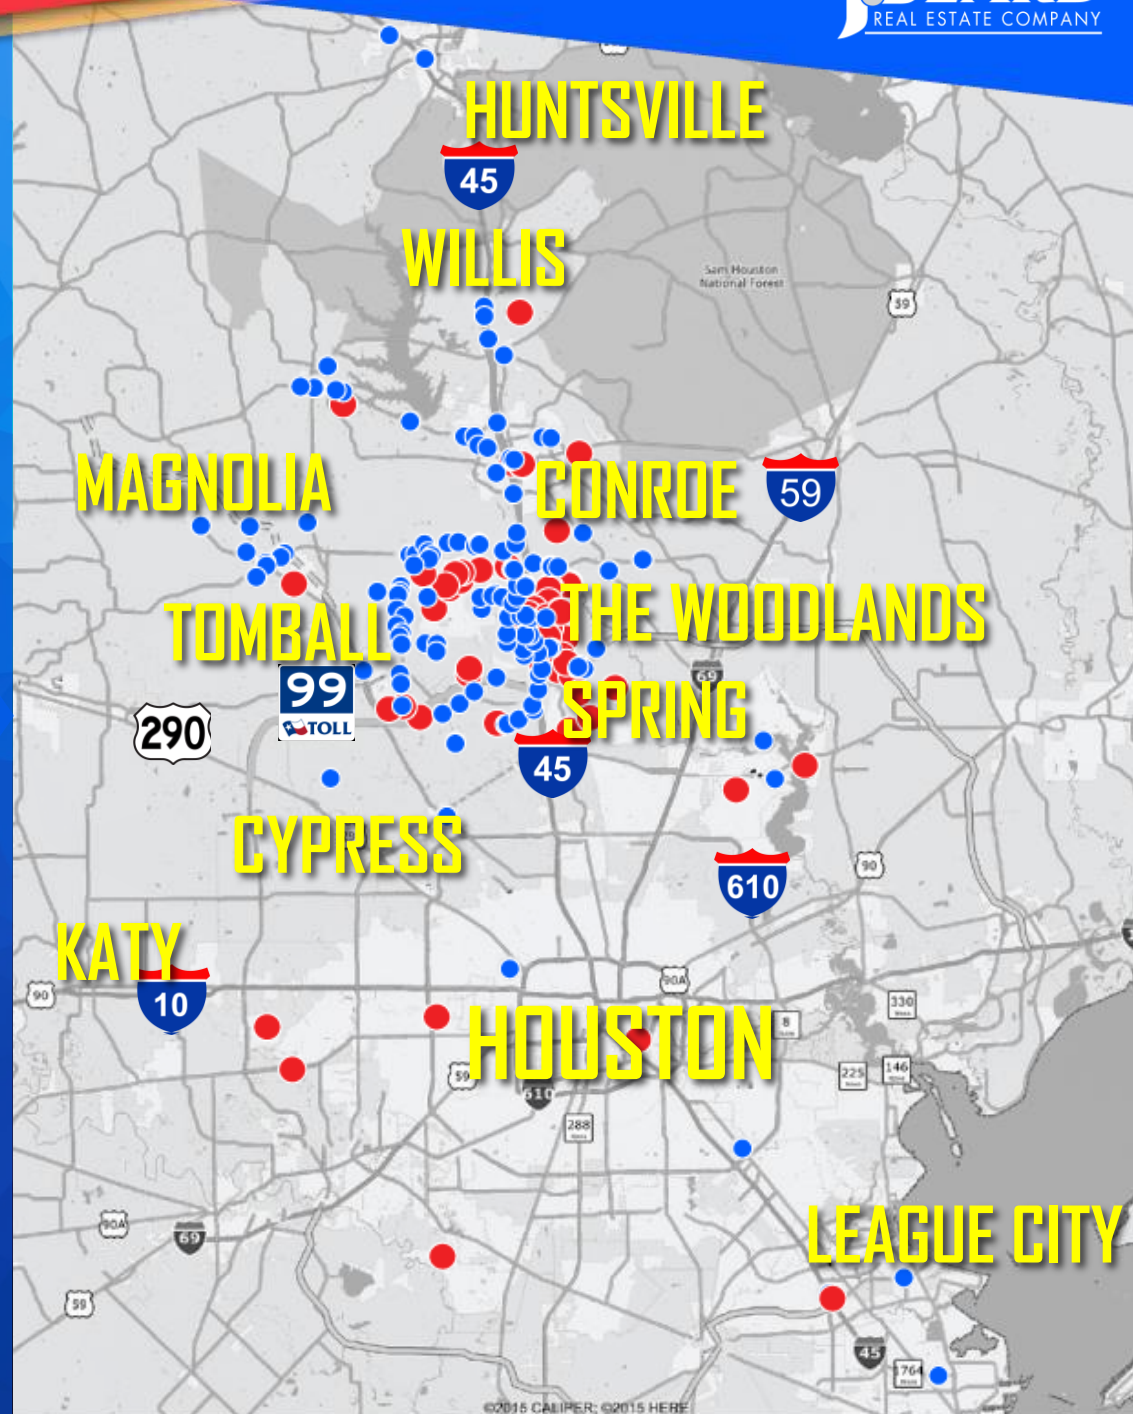 REAL ESTATE COMPANY
HUNTSVILLE
45
WILLIS
Sam Houston
National Forest
59
MAGNOLIA
CONROE
59
THE WOODLANDS
TOMBALL
69
99
TOLL
SPRING
290
45
CYPRESS
610
90
KATY
90
10
90A
330
HOUSTON
8
59
610
225
146
288
90A
69
LEAGUE CITY
59
45
1764
©2015 CALIPER; ©2015 HERE